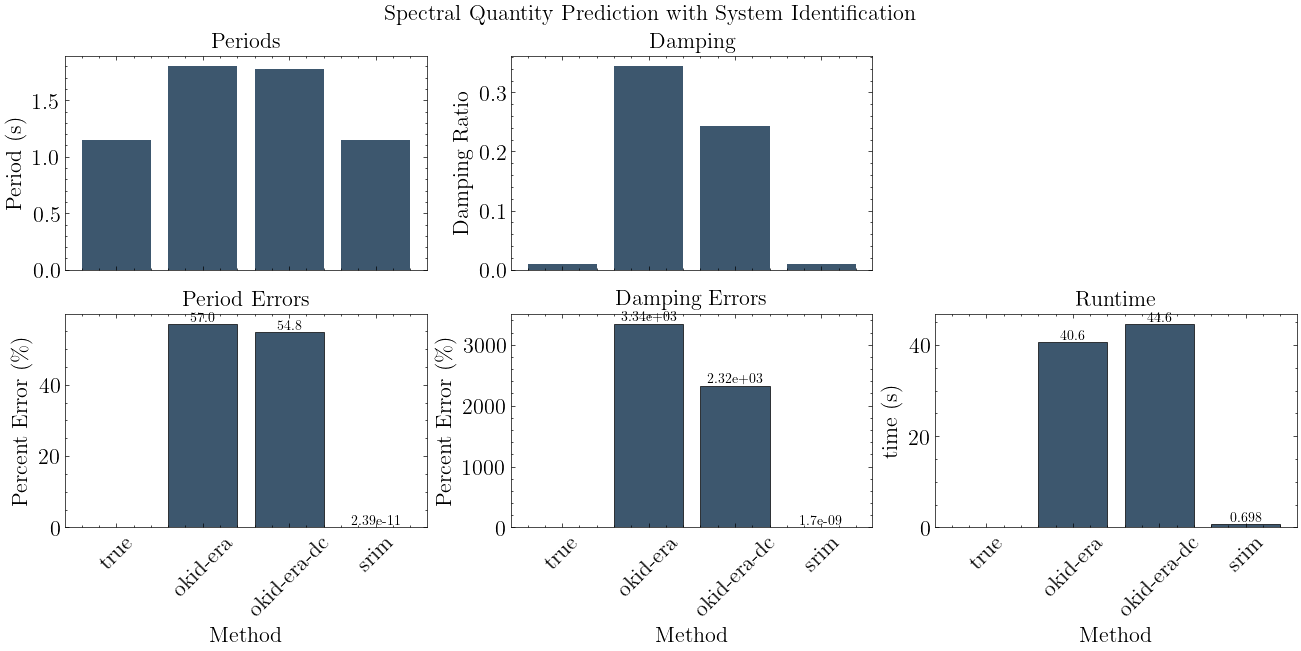 Spectral Quantity Prediction with System Identification
Periods
Period (s)
1.5
1.0
0.5
0.0
Damping
Damping Ratio
0.3
0.2
0.1
0.0
Period Errors
Percent Error (%)
40
20
0
57.0
54.8
2.39e-11
true
okid-era
okid-era-dc
srim
Method
Damping Errors
Percent Error (%)
3000
2000
1000
0
3.34e+03
2.32e+03
1.7e-09
true
okid-era
okid-era-dc
srim
Method
Runtime
time (s)
40
20
0
40.6
44.6
0.698
true
okid-era
okid-era-dc
srim
Method